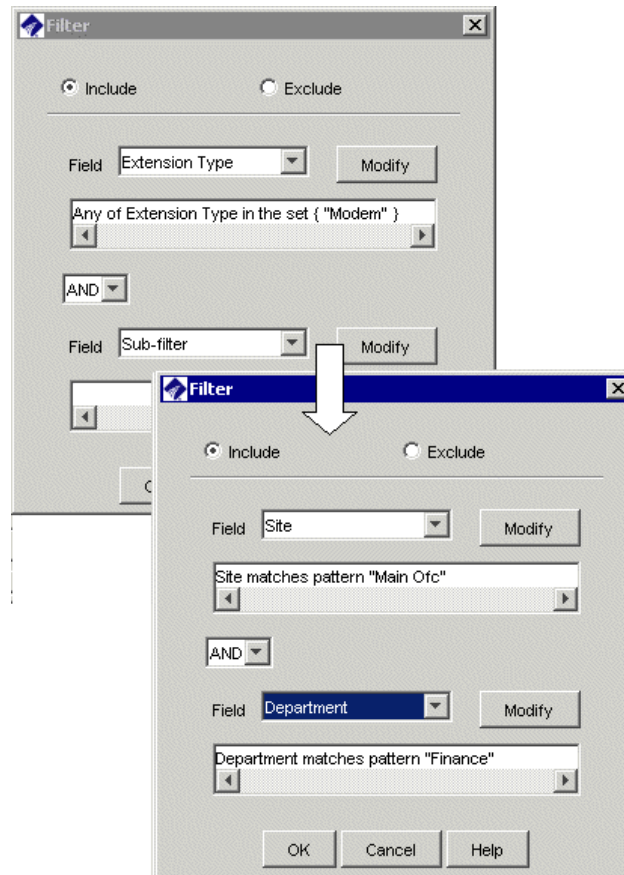 Filter
Include Exclude
Field Extension Type Modify
Any of Extension Type in the set { "Modem" }
AND
Field Sub-filter Modify
Filter
Include Exclude
Field Site Modify
Site matches pattern "Main Ofc"
AND
Field Department Modify
Department matches pattern "Finance"
OK Cancel Help